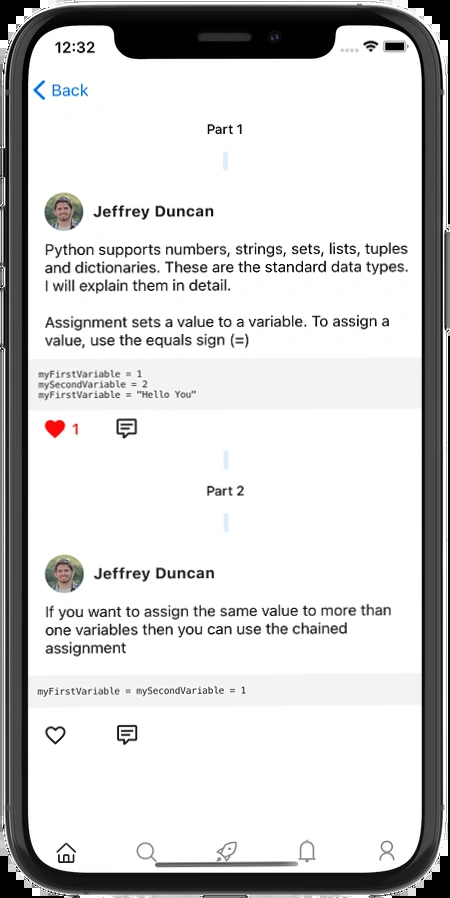 12:32
Back
Part 1
Jeffrey Duncan
Python supports numbers, strings, sets, lists, tuples
and dictionaries. These are the standard data types.
I will explain them in detail.
Assignment sets a value to a variable. To assign a
value, use the equals sign (=)
myFirstVariable = 1
mySecondVariable = 2
myFirstVariable = "Hello You"
1
Part 2
Jeffrey Duncan
If you want to assign the same value to more than
one variables then you can use the chained
assignment
myFirstVariable = mySecondVariable = 1